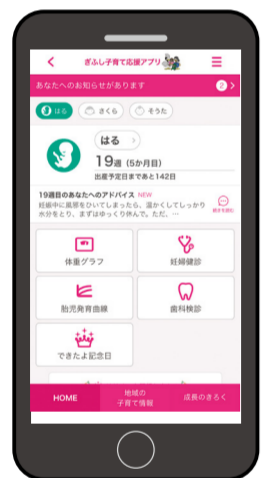 ぎふし子育て応援アプリ
あなたへのお知らせがあります 2
はる さくら そうた
はる
19週 (5か月目)
出産予定日まであと142日
19週目のあなたへのアドバイス NEW
妊娠中に風邪をひいてしまったら、温かくしてしっかり
水分をとり、まずはゆっくり休んで。ただ、…
続きを読む
体重グラフ 妊婦健診
胎児発育曲線 歯科検診
できたよ記念日
HOME 地域の子育て情報 成長のきろく